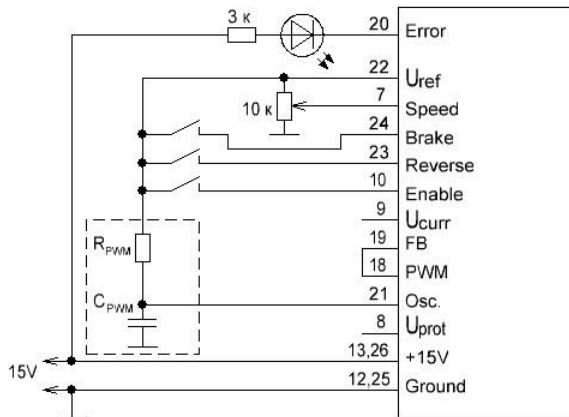 3 к
20 Error
22 Uref
7 Speed
10 к
24 Brake
23 Reverse
10 Enable
9 Ucurr
19 FB
RPWM
18 PWM
CPWM
21 Osc.
8 Uprot
13,26 +15V
15V
12,25 Ground